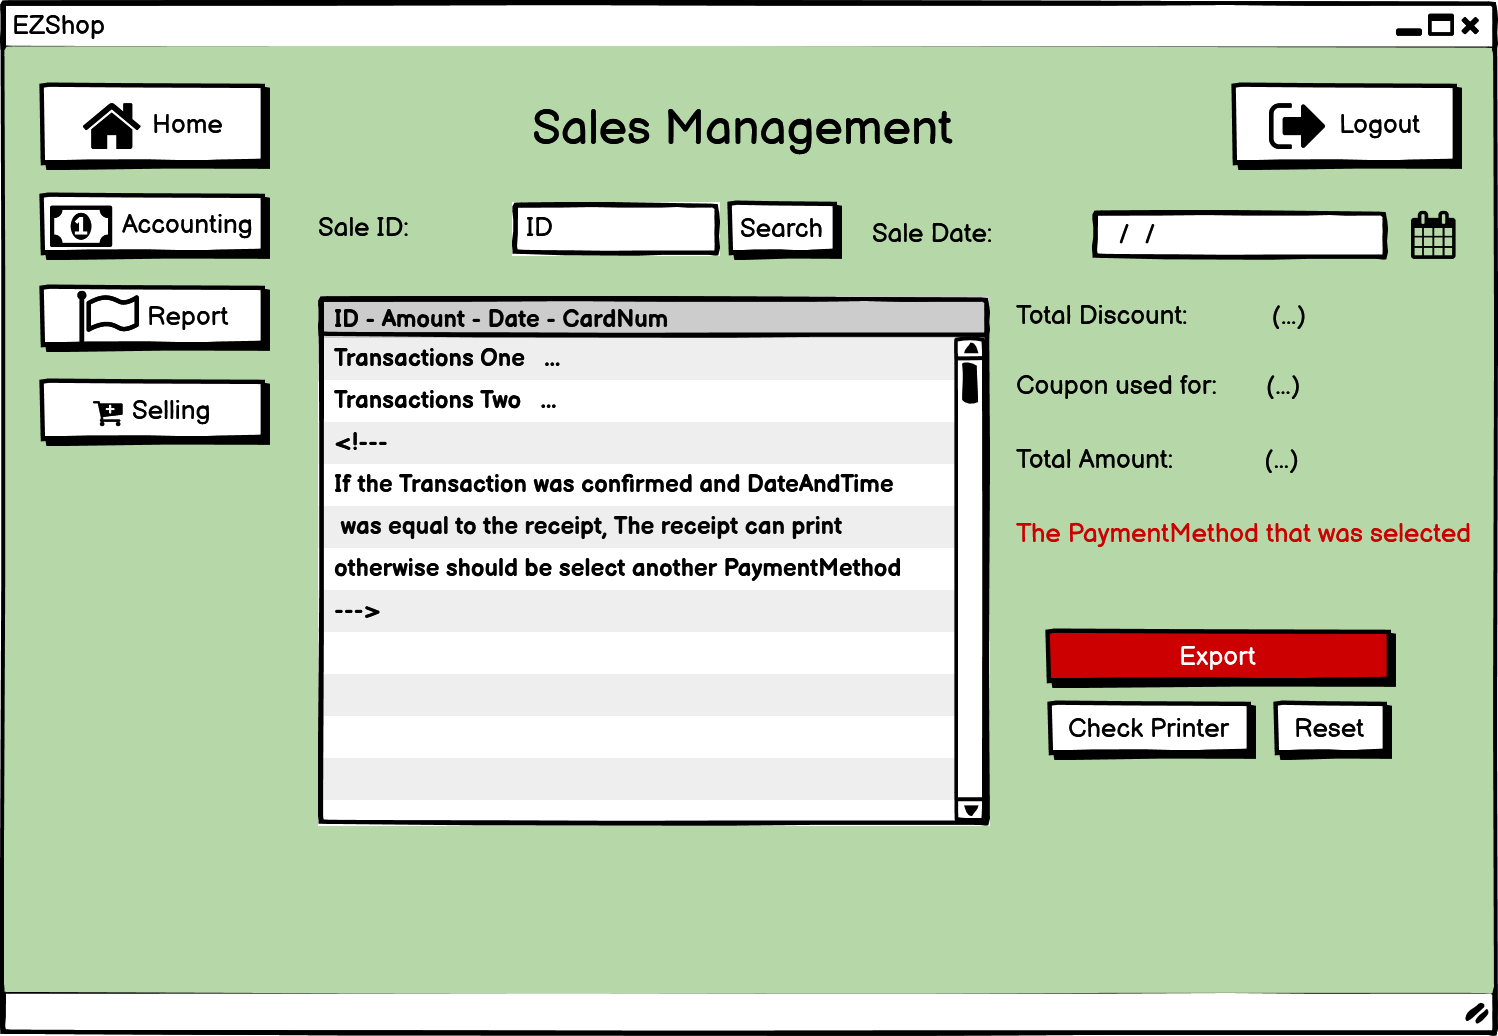 EZShop
Home
Sales Management
Logout
Accounting
Sale ID:
ID
Search
Sale Date:
/ /
Report
ID - Amount - Date - CardNum
Total Discount:
(...)
Transactions One ...
Transactions Two ...
Coupon used for:
(...)
Selling
<!---
If the Transaction was confirmed and DateAndTime
Total Amount:
(...)
was equal to the receipt, The receipt can print
The PaymentMethod that was selected
otherwise should be select another PaymentMethod
--->
Export
Check Printer
Reset